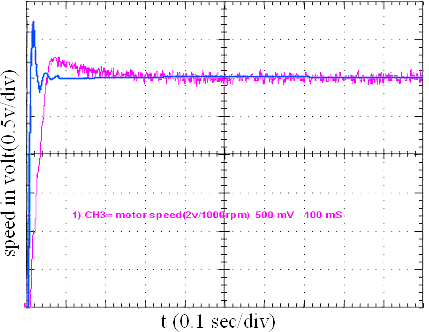 speed in volt(0.5v/div)
1) CH3= motor speed(2v/1000rpm) 500 mV 100 mS
t (0.1 sec/div)